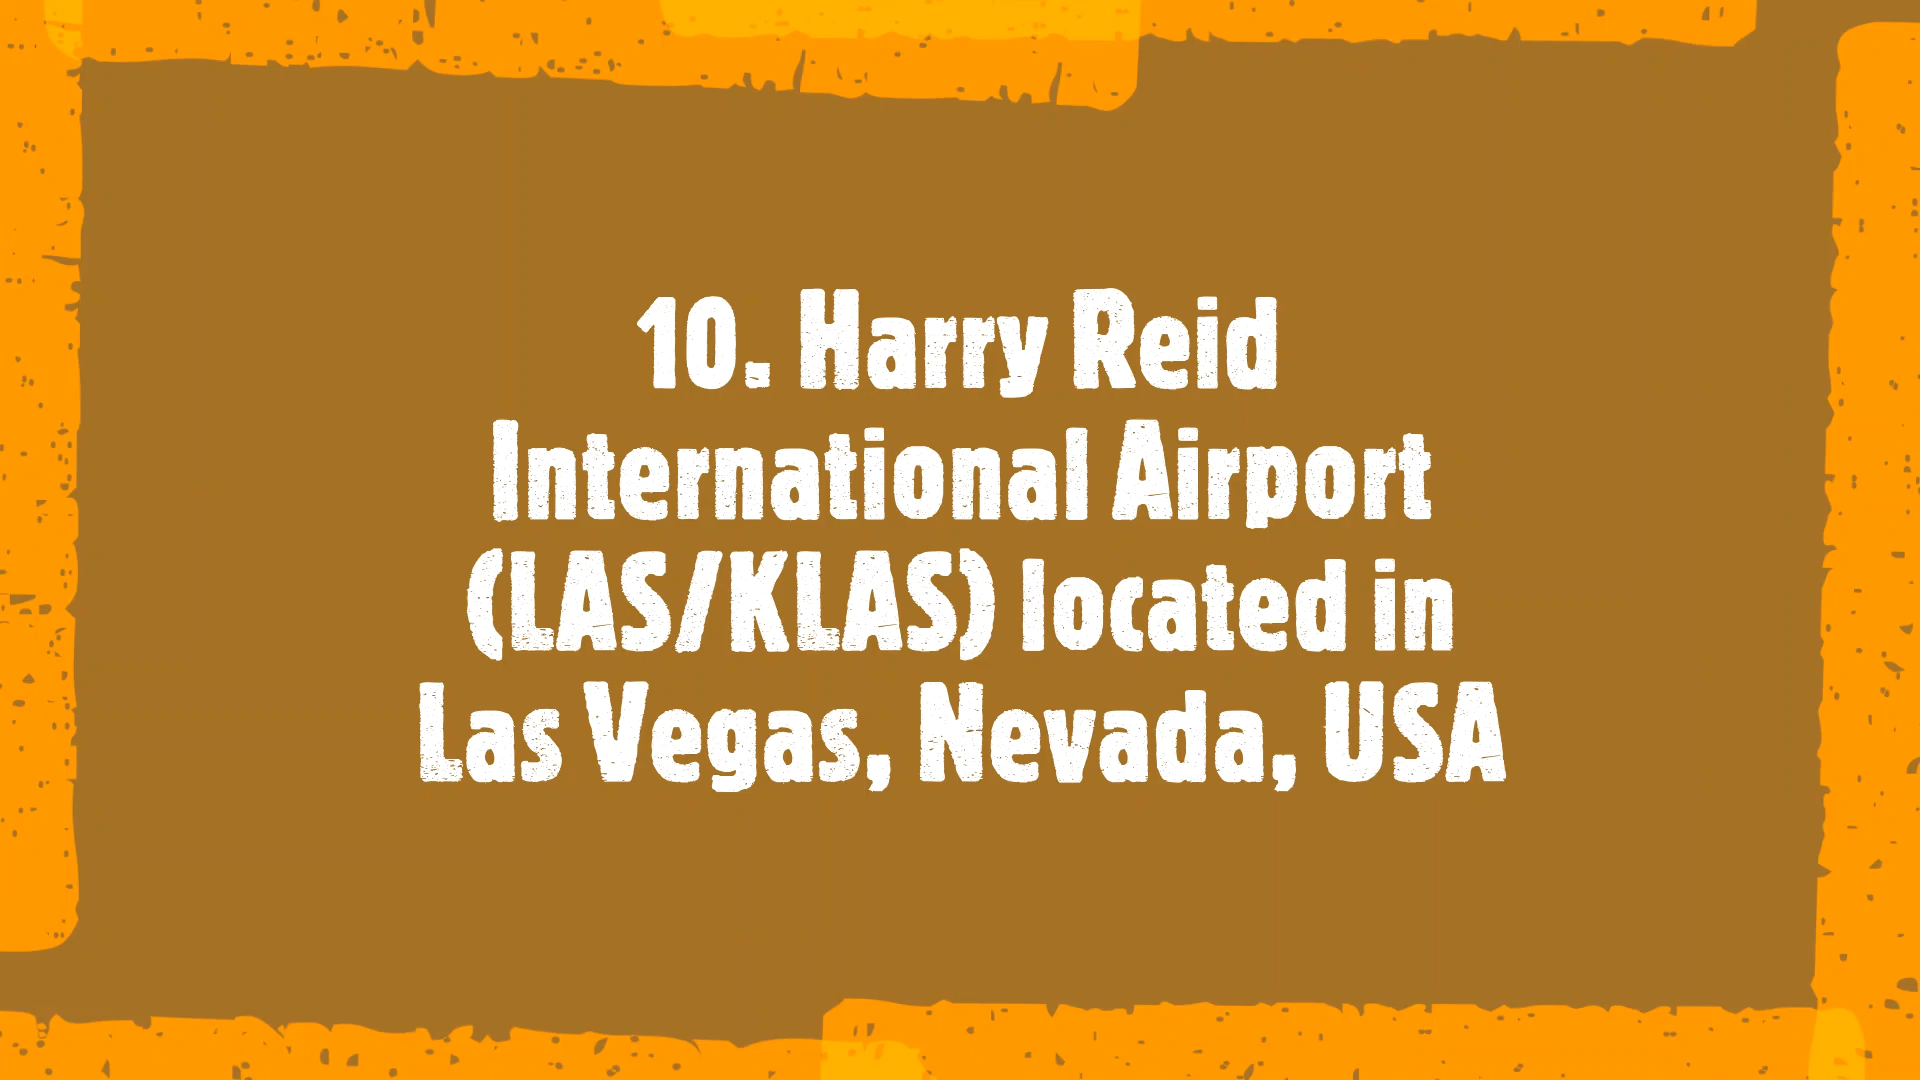 10. Harry Reid
International Airport
(LAS/KLAS) located in
Las Vegas, Nevada, USA